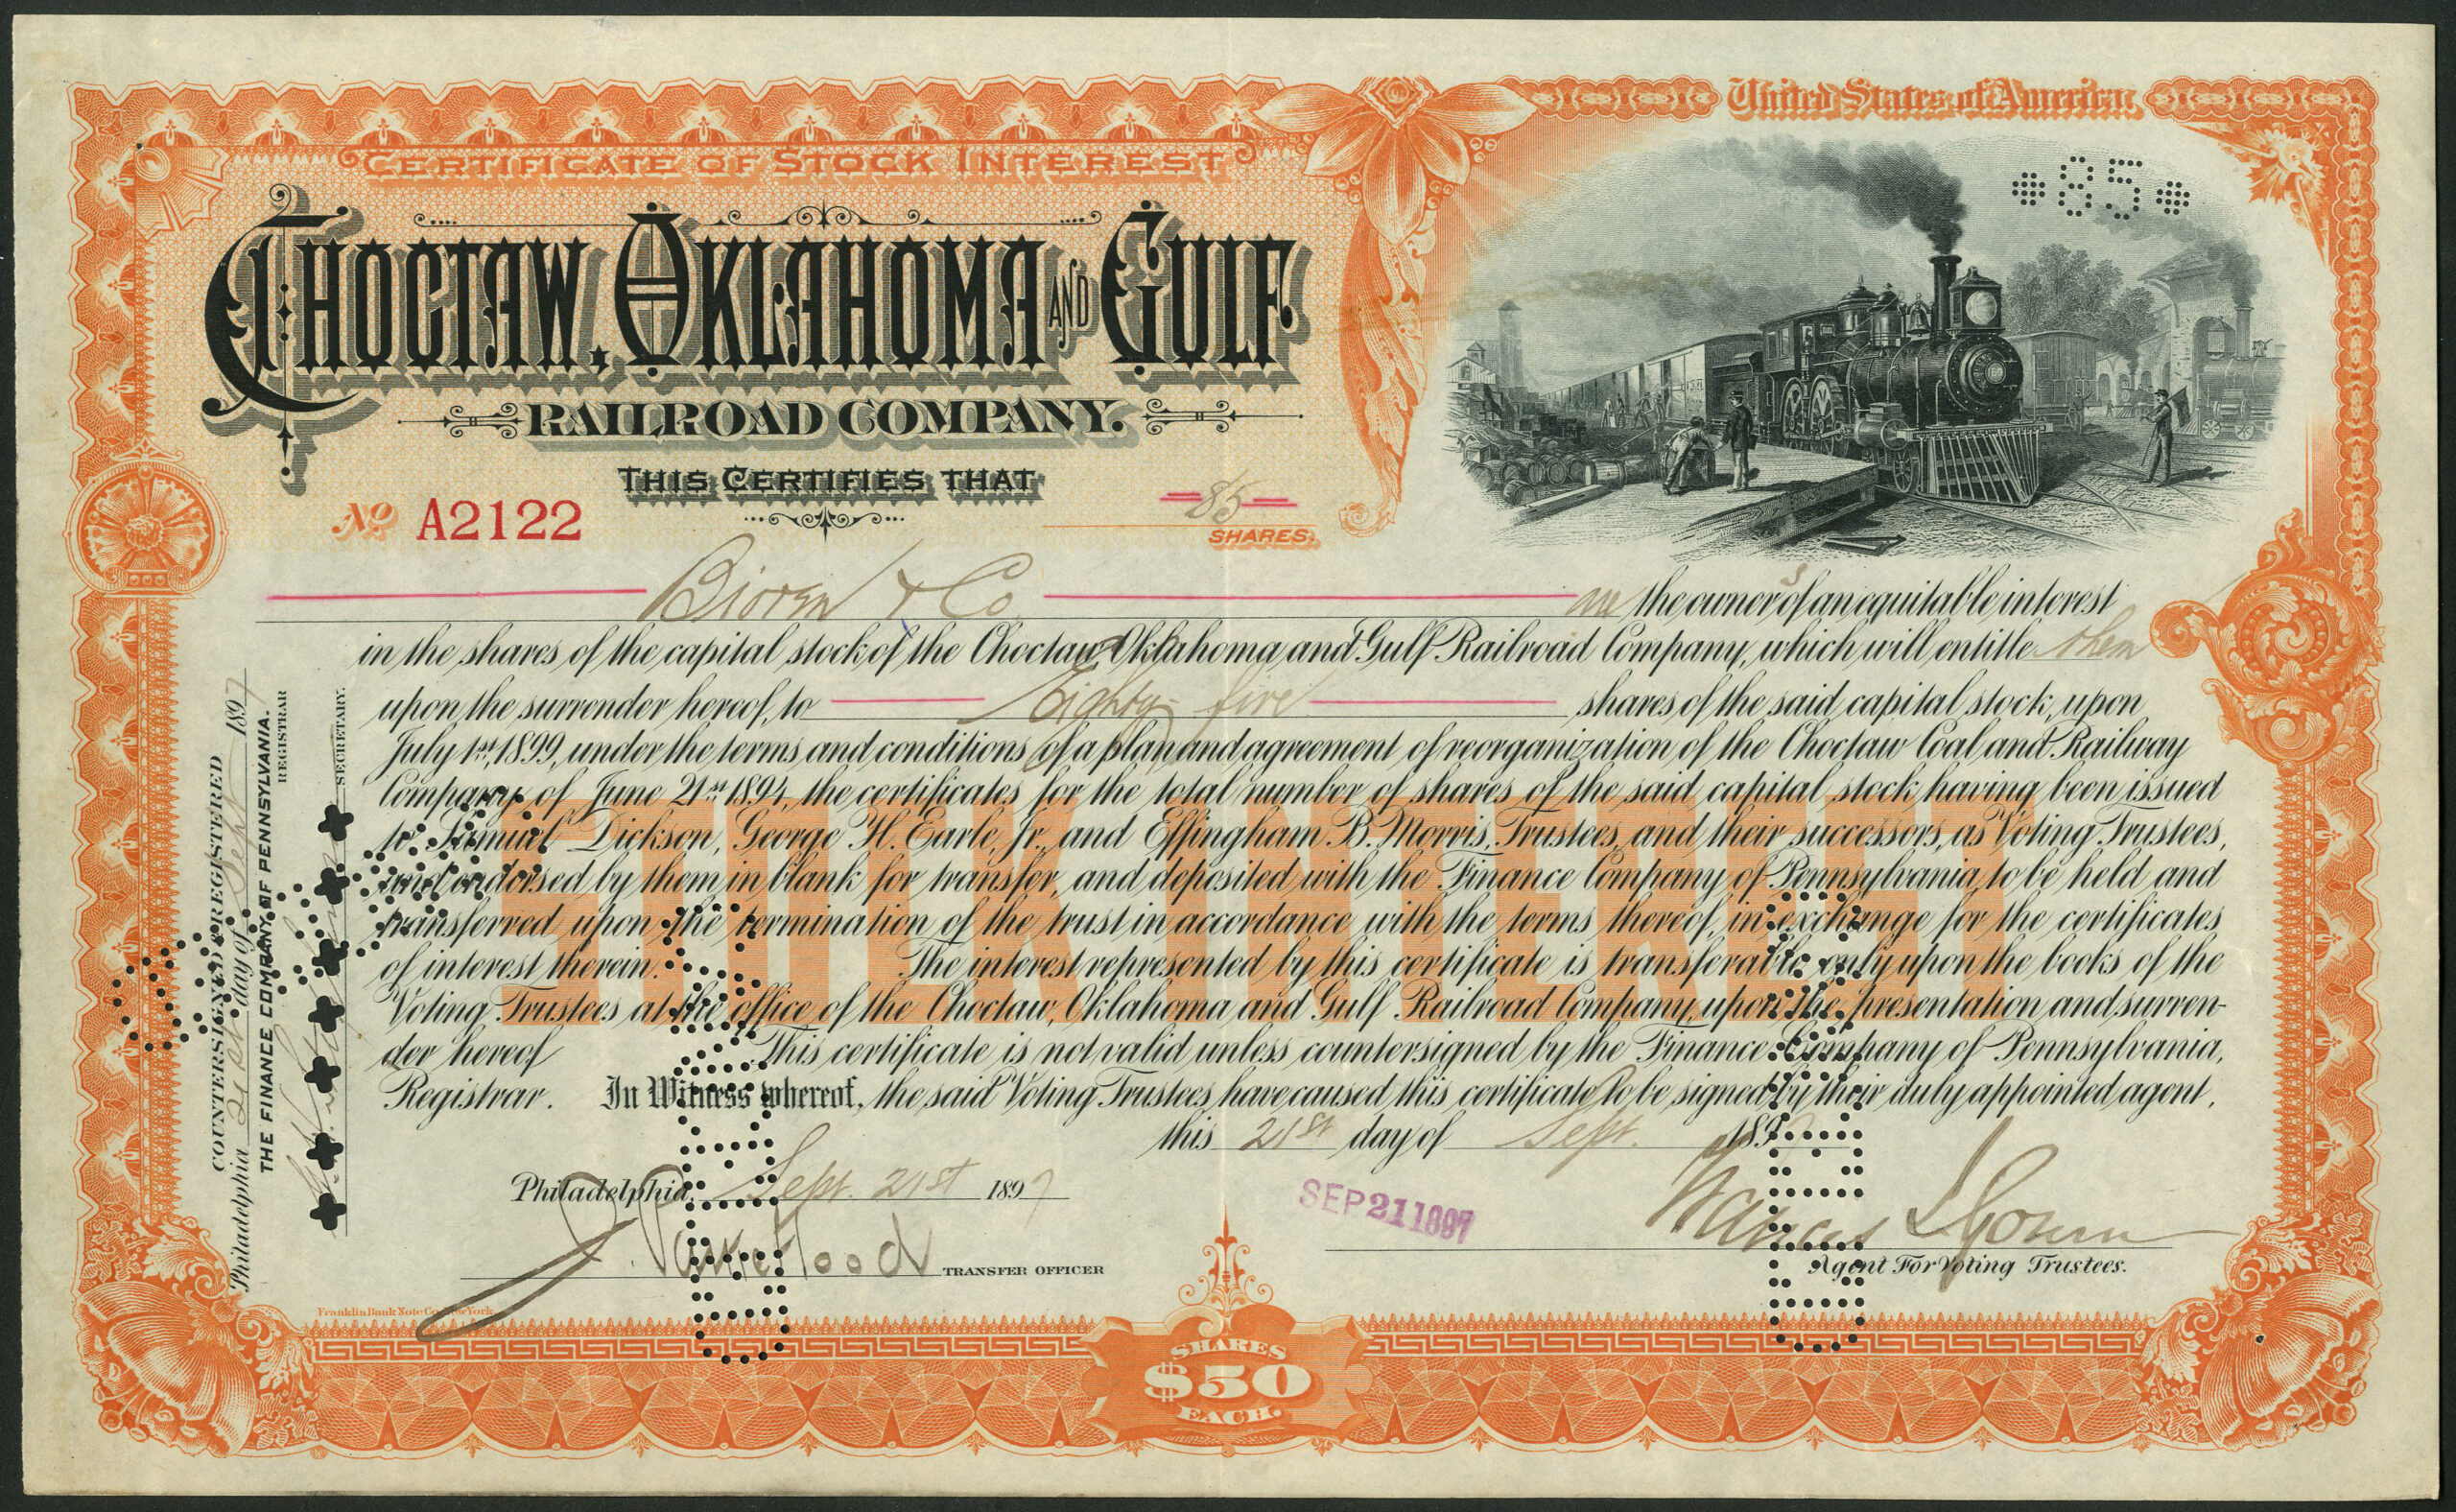 United States of America.
CERTIFICATE OF STOCK INTEREST
*85*
CHOCTAW, OKLAHOMA AND GULF
RAILROAD COMPANY.
THIS CERTIFIES THAT
No A2122
—85—
SHARES.
Bioren & Co the owners of an equitable interest
in the shares of the capital stock of the Choctaw, Oklahoma and Gulf Railroad Company, which will entitle them
upon the surrender hereof, to Eighty five shares of the said capital stock, upon
July 1st, 1899, under the terms and conditions of a plan and agreement of reorganization of the Choctaw Coal and Railway
Company of June 21st 1894, the certificates for the total number of shares of the said capital stock having been issued
to Samuel Dickson, George H. Earle, Jr., and Effingham B. Morris, Trustees, and their successors, as Voting Trustees,
and endorsed by them in blank for transfer, and deposited with the Finance Company of Pennsylvania, to be held and
transferred upon the termination of the trust in accordance with the terms thereof, in exchange for the certificates
of interest therein. The interest represented by this certificate is transferable only upon the books of the
Voting Trustees at the office of the Choctaw, Oklahoma and Gulf Railroad Company, upon the presentation and surren-
der hereof This certificate is not valid unless countersigned by the Finance Company of Pennsylvania,
Registrar. In Witness whereof, the said Voting Trustees, have caused this certificate to be signed by their duly appointed agent,
this 21st day of Sept. 189
Philadelphia, Sept. 21st 1897
SEP 21 1897
TRANSFER OFFICER
Agent For Voting Trustees.
Franklin Bank Note Co. New York.
SHARES
$50
EACH.
COUNTERSIGNED & REGISTERED
Philadelphia 21st day of Sept 1897
THE FINANCE COMPANY OF PENNSYLVANIA.
REGISTRAR
SECRETARY.